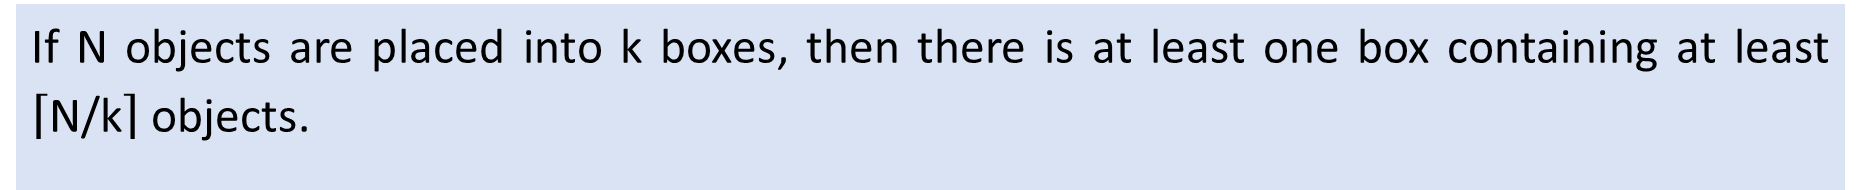 If N objects are placed into k boxes, then there is at least one box containing at least
⌈N/k⌉ objects.